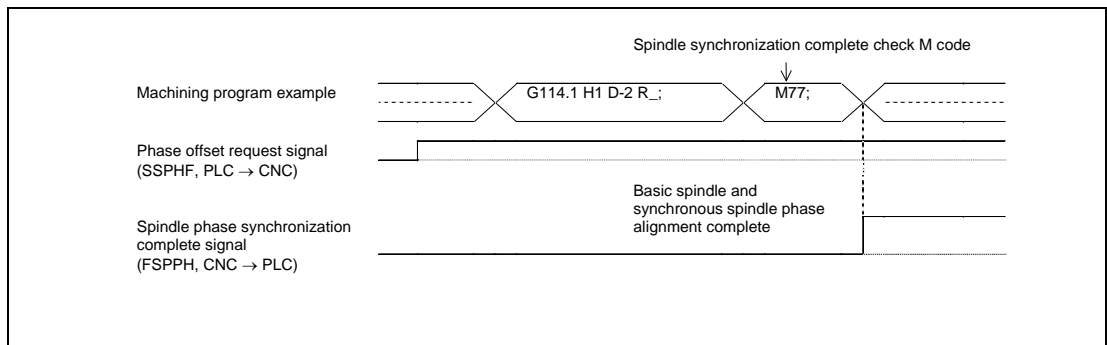 Spindle synchronization complete check M code
Machining program example
G114.1 H1 D-2 R_;
M77;
Phase offset request signal
(SSPHF, PLC → CNC)
Basic spindle and
synchronous spindle phase
alignment complete
Spindle phase synchronization
complete signal
(FSPPH, CNC → PLC)